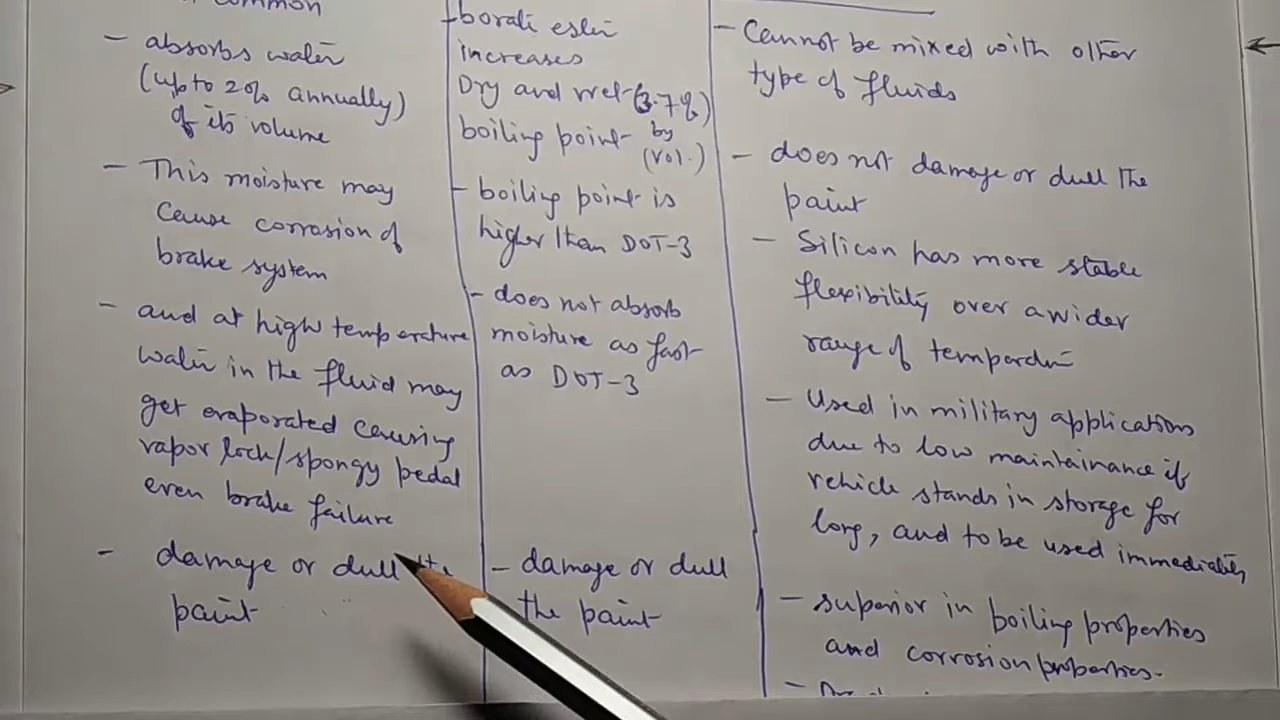 common
- absorbs water
(up to 20% annually)
of its volume
- This moisture may
cause corrosion of
brake system
- and at high temperature
water in the fluid may
get evaporated causing
vapor lock/spongy pedal
even brake failure
- damage or dull the
paint
borate ester
increases
Dry and wet (3.7%)
boiling point by
(vol.)
- boiling point is
higher than DOT-3
- does not absorb
moisture as fast
as DOT-3
- damage or dull
the paint
- Cannot be mixed with other
type of fluids
- does not damage or dull the
paint
- Silicon has more stable
flexibility over a wider
range of
- Used in military application
due to low maintainance if
vehicle stands in storage for
long, and to be used immediately
- superior in boiling properties
and corrosion properties.